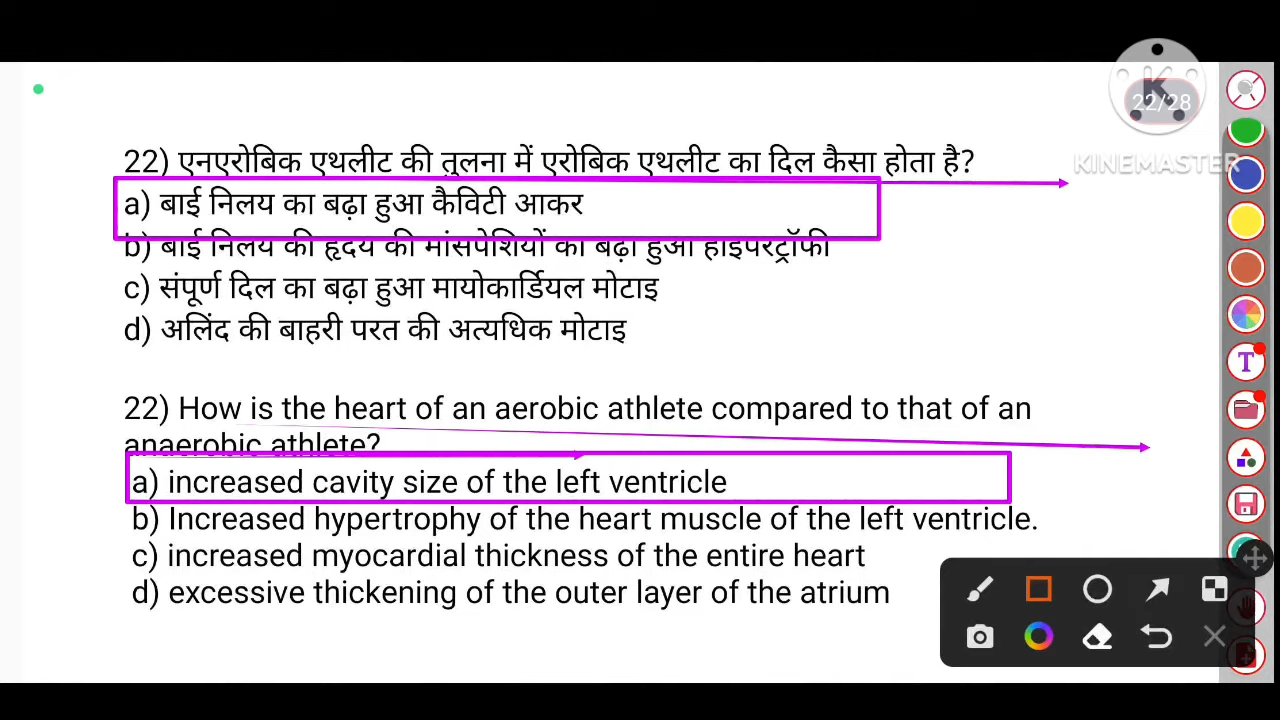 22/28
KINEMASTER
22) एनएरोबिक एथलीट की तुलना में एरोबिक एथलीट का दिल कैसा होता है?
a) बाई निलय का बढ़ा हुआ कैविटी आकर
b) बाई निलय की हृदय की मांसपेशियों का बढ़ा हुआ हाइपरट्रॉफी
c) संपूर्ण दिल का बढ़ा हुआ मायोकार्डियल मोटाइ
d) अलिंद की बाहरी परत की अत्यधिक मोटाइ
22) How is the heart of an aerobic athlete compared to that of an
anaerobic athlete?
a) increased cavity size of the left ventricle
b) Increased hypertrophy of the heart muscle of the left ventricle.
c) increased myocardial thickness of the entire heart
d) excessive thickening of the outer layer of the atrium
T